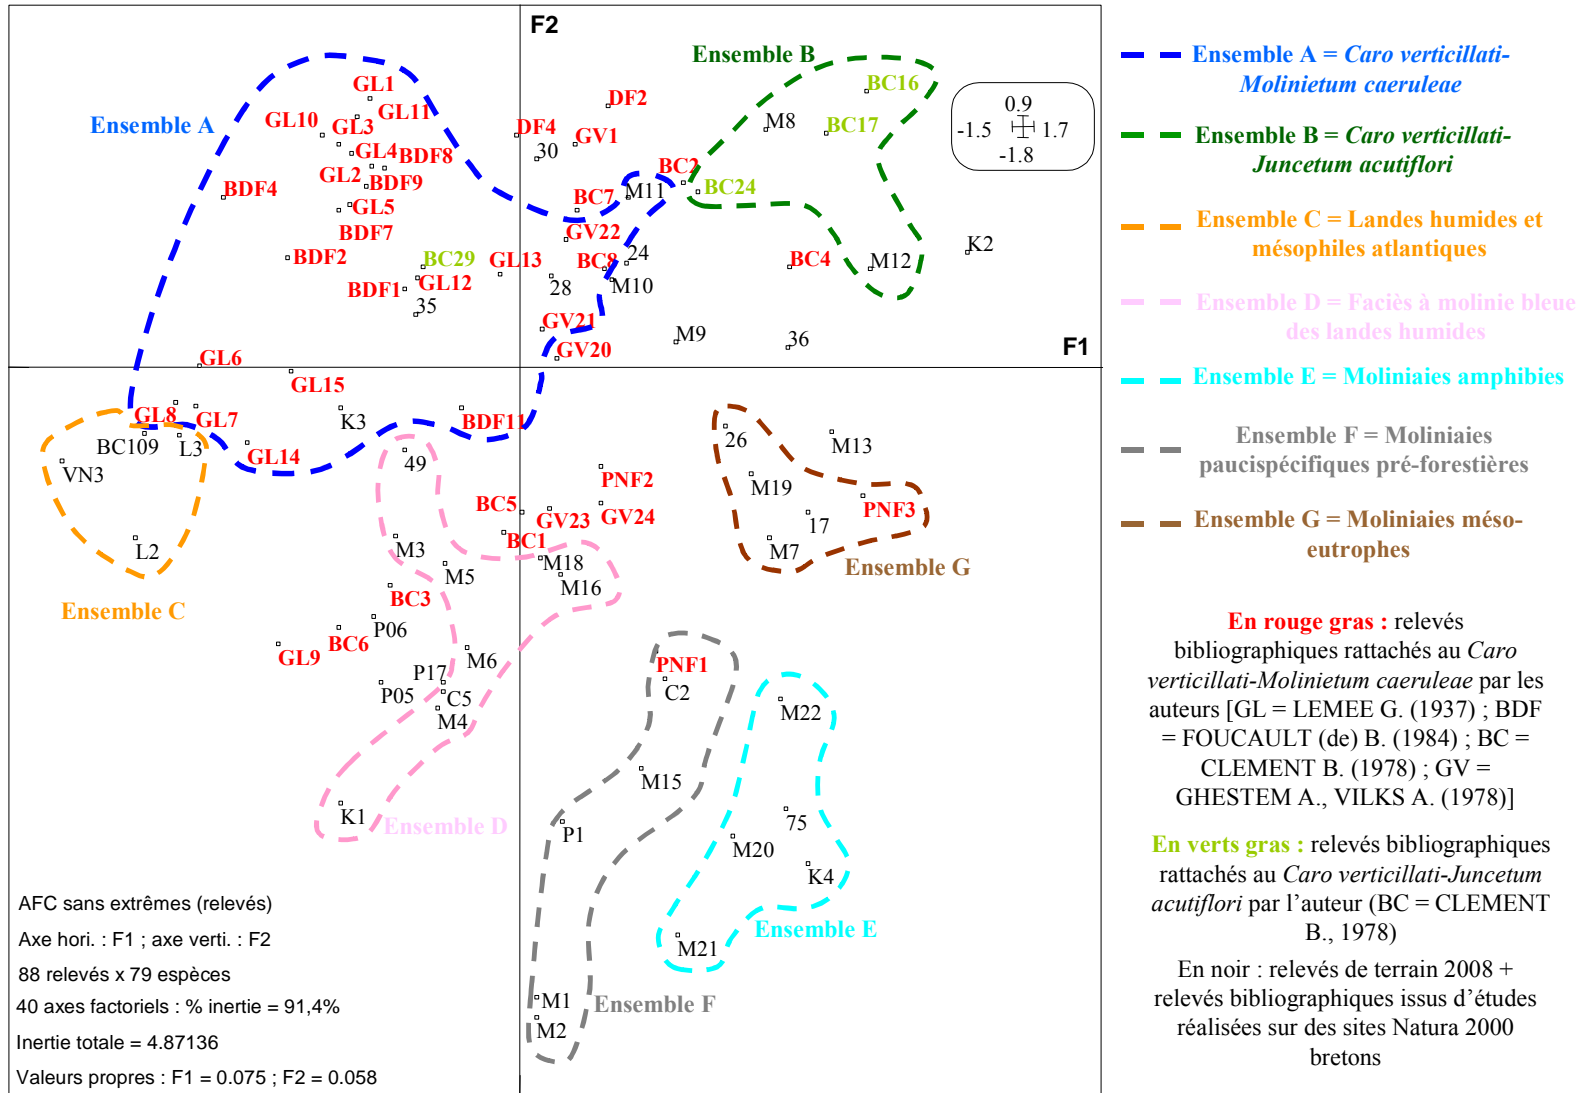 F2
Ensemble B
GL1
BC16
0.9
-1.5
1.7
-1.8
GL11
DF2
Ensemble A
GL10
GL3
DF4
GV1
M8
BC17
GL4
30
BDF8
GL2
BDF9
BC2
BC24
BDF4
BC7
M11
GL5
BDF7
GV22
24
K2
BDF2
BC29
GL13
BC8
BC4
M12
GL12
28
M10
BDF1
35
GV21
M9
36
F1
GV20
GL6
GL15
GL8
GL7
K3
BDF11
BC109
L3
26
M13
GL14
49
VN3
PNF2
M19
BC5
GV23
GV24
17
PNF3
L2
M3
BC1
M7
M18
M5
M16
Ensemble G
Ensemble C
BC3
P06
BC6
GL9
M6
PNF1
P05
P17
C5
C2
M4
M22
M15
K1
Ensemble D
P1
75
M20
K4
M21
Ensemble E
M1
M2
Ensemble F
AFC sans extrêmes (relevés)
Axe hori. : F1 ; axe verti. : F2
88 relevés x 79 espèces
40 axes factoriels : % inertie = 91,4%
Inertie totale = 4.87136
Valeurs propres : F1 = 0.075 ; F2 = 0.058
Ensemble A = Caro verticillati-
Molinietum caeruleae
Ensemble B = Caro verticillati-
Juncetum acutiflori
Ensemble C = Landes humides et
mésophiles atlantiques
Ensemble D = Faciès à molinie bleue
des landes humides
Ensemble E = Moliniaies amphibies
Ensemble F = Moliniaies
paucispécifiques pré-forestières
Ensemble G = Moliniaies méso-
eutrophes
En rouge gras : relevés
bibliographiques rattachés au Caro
verticillati-Molinietum caeruleae par les
auteurs [GL = LEMEE G. (1937) ; BDF
= FOUCAULT (de) B. (1984) ; BC =
CLEMENT B. (1978) ; GV =
GHESTEM A., VILKS A. (1978)]
En verts gras : relevés bibliographiques
rattachés au Caro verticillati-Juncetum
acutiflori par l'auteur (BC = CLEMENT
B., 1978)
En noir : relevés de terrain 2008 +
relevés bibliographiques issus d'études
réalisées sur des sites Natura 2000
bretons